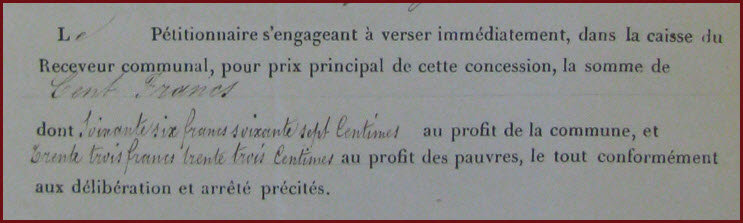 Le Pétitionnaire s'engageant à verser immédiatement, dans la caisse du
Receveur communal, pour prix principal de cette concession, la somme de
Cent Francs
dont Soixante six francs soixante sept Centimes au profit de la commune, et
Trente trois francs trente trois Centimes au profit des pauvres, le tout conformément
aux délibération et arrêté précités.